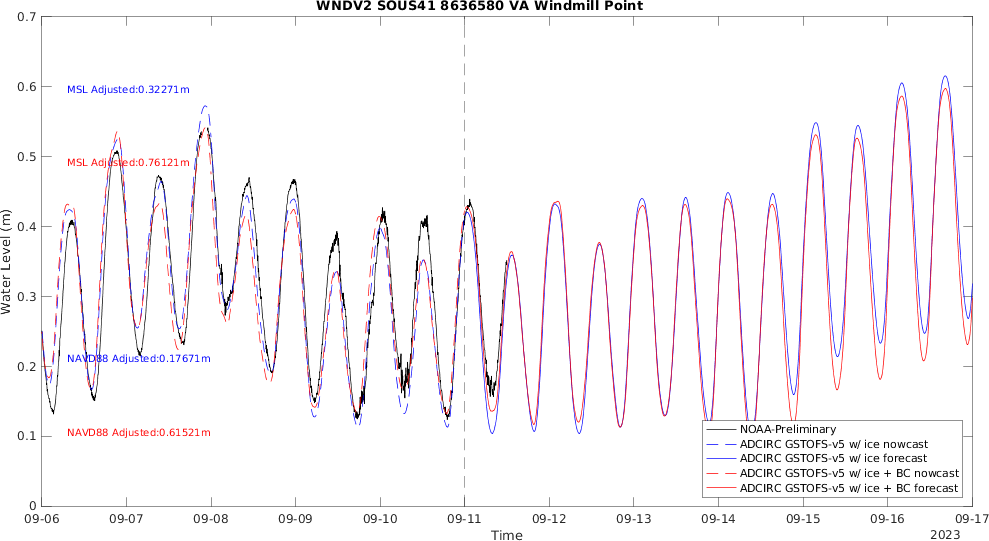 WNDV2 SOUS41 8636580 VA Windmill Point
Water Level (m)
0.7
0.6
0.5
0.4
0.3
0.2
0.1
0
MSL Adjusted:0.32271m
MSL Adjusted:0.76121m
NAVD88 Adjusted:0.17671m
NAVD88 Adjusted:0.61521m
NOAA-Preliminary
ADCIRC GSTOFS-v5 w/ ice nowcast
ADCIRC GSTOFS-v5 w/ ice forecast
ADCIRC GSTOFS-v5 w/ ice + BC nowcast
ADCIRC GSTOFS-v5 w/ ice + BC forecast
09-06 09-07 09-08 09-09 09-10 09-11 09-12 09-13 09-14 09-15 09-16 09-17
Time
2023